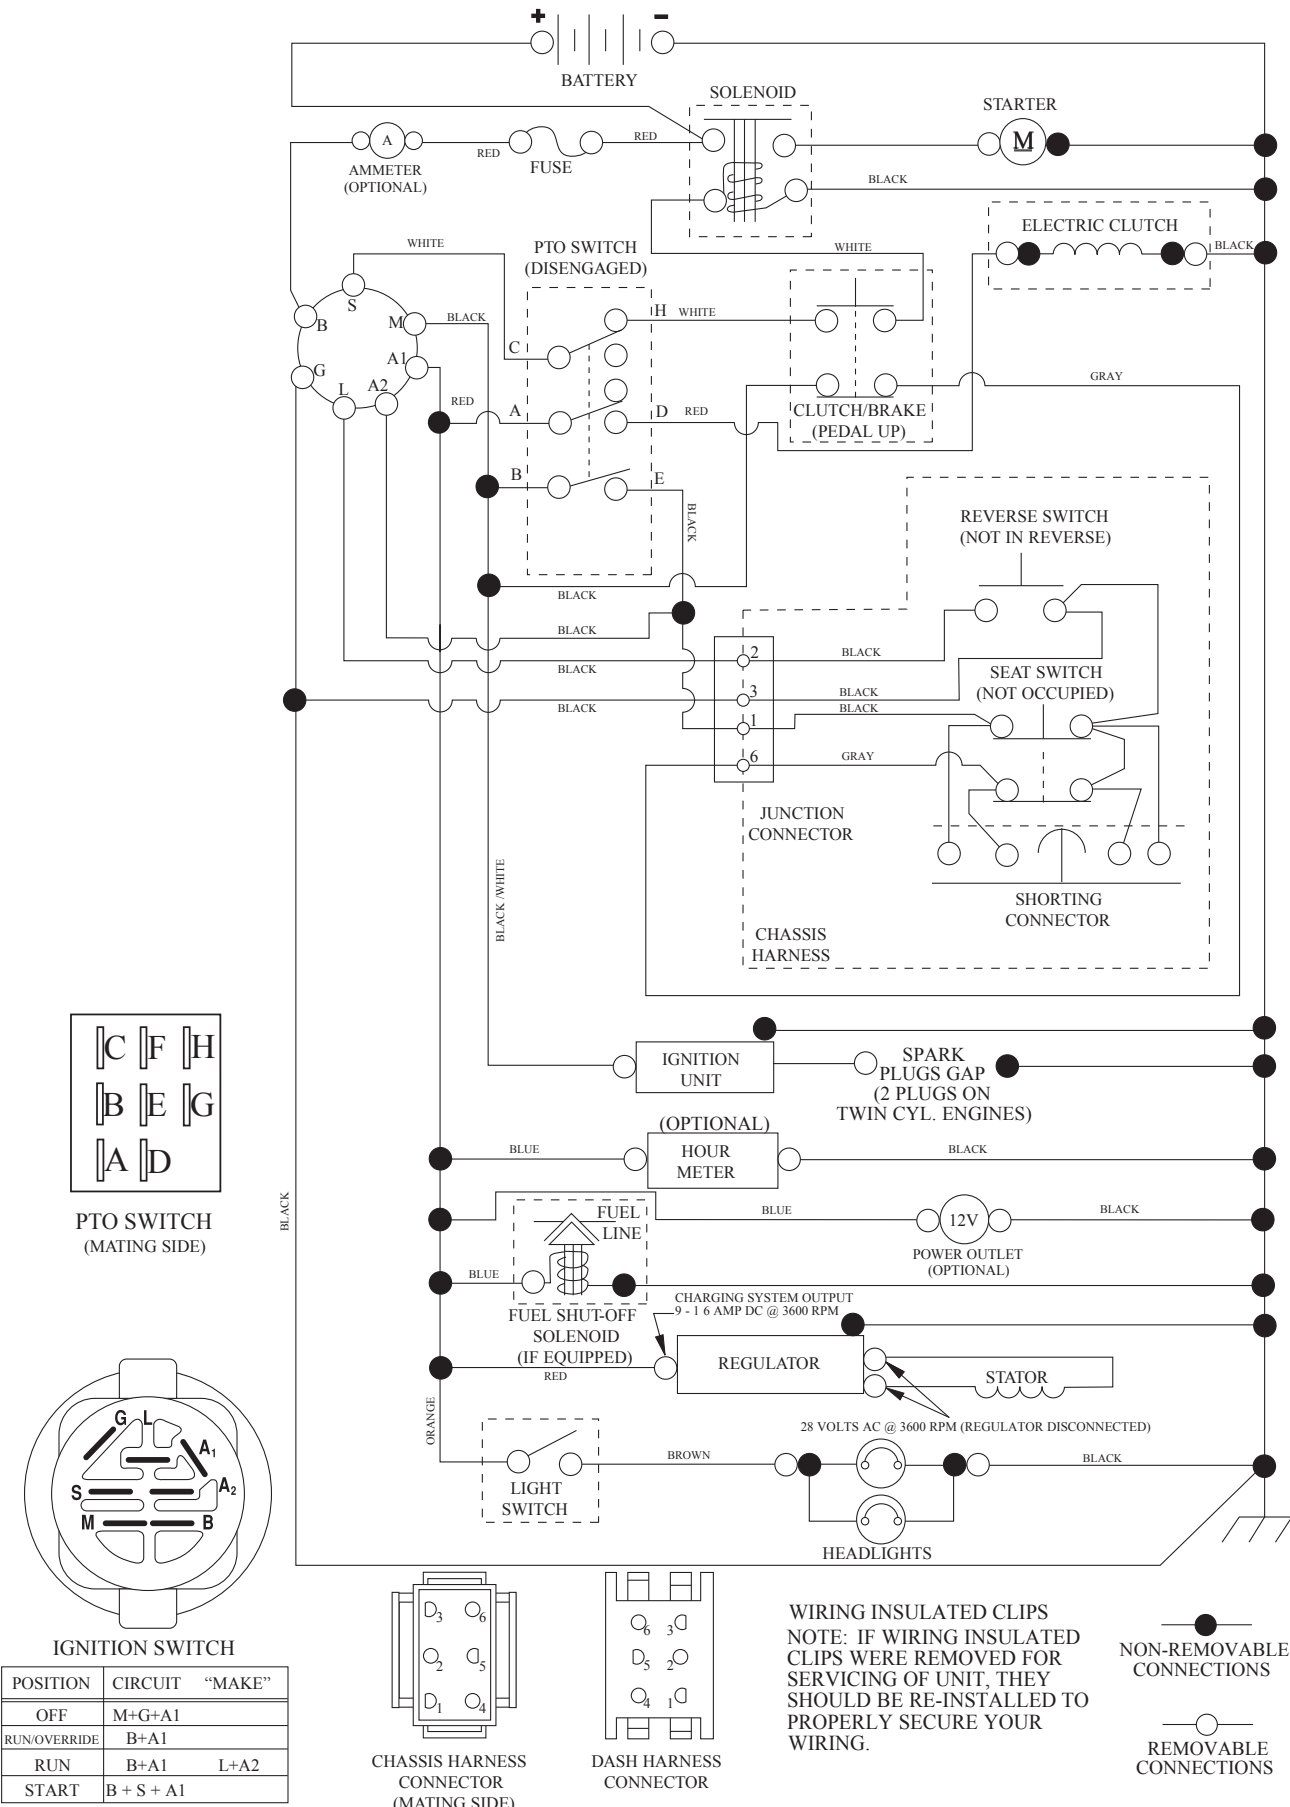 + −
BATTERY
SOLENOID
STARTER
M
A
AMMETER
(OPTIONAL)
RED
FUSE
RED
BLACK
ELECTRIC CLUTCH
BLACK
WHITE
PTO SWITCH
(DISENGAGED)
WHITE
S
B
M
BLACK
G
A1
L
A2
H
WHITE
C
GRAY
RED
A
D
RED
CLUTCH/BRAKE
(PEDAL UP)
B
E
BLACK
REVERSE SWITCH
(NOT IN REVERSE)
BLACK
BLACK
2
BLACK
BLACK
SEAT SWITCH
(NOT OCCUPIED)
3
BLACK
BLACK
BLACK
1
6
GRAY
JUNCTION
CONNECTOR
BLACK /WHITE
SHORTING
CONNECTOR
CHASSIS
HARNESS
C F H
B E G
A D
PTO SWITCH
(MATING SIDE)
IGNITION
UNIT
SPARK
PLUGS GAP
(2 PLUGS ON
TWIN CYL. ENGINES)
(OPTIONAL)
BLUE
HOUR
METER
BLACK
BLACK
FUEL
LINE
BLUE
12V
BLACK
POWER OUTLET
(OPTIONAL)
BLUE
FUEL SHUT-OFF
SOLENOID
(IF EQUIPPED)
CHARGING SYSTEM OUTPUT
9 - 1 6 AMP DC @ 3600 RPM
RED
REGULATOR
STATOR
28 VOLTS AC @ 3600 RPM (REGULATOR DISCONNECTED)
ORANGE
LIGHT
SWITCH
BROWN
BLACK
HEADLIGHTS
G L
A1
S
A2
M B
IGNITION SWITCH
POSITION CIRCUIT “MAKE”
OFF M+G+A1
RUN/OVERRIDE B+A1
RUN B+A1 L+A2
START B + S + A1
3 6
2 5
1 4
CHASSIS HARNESS
CONNECTOR
(MATING SIDE)
6 3
5 2
4 1
DASH HARNESS
CONNECTOR
WIRING INSULATED CLIPS
NOTE: IF WIRING INSULATED
CLIPS WERE REMOVED FOR
SERVICING OF UNIT, THEY
SHOULD BE RE-INSTALLED TO
PROPERLY SECURE YOUR
WIRING.
NON-REMOVABLE
CONNECTIONS
REMOVABLE
CONNECTIONS